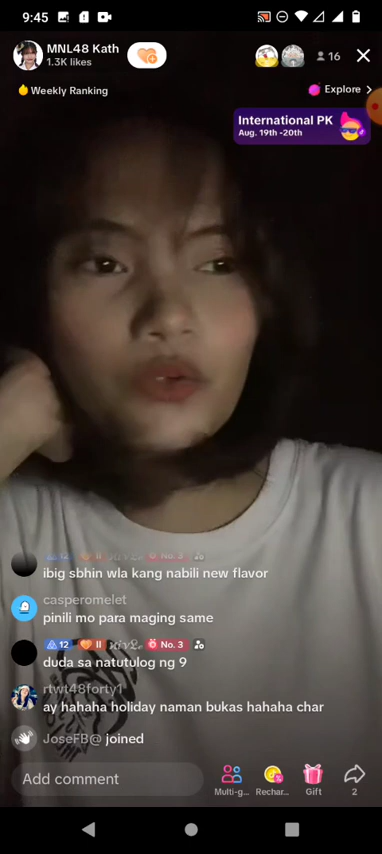 9:45
MNL48 Kath
1.3K likes
16
Weekly Ranking
Explore
International PK
Aug. 19th -20th
12 II No. 3
ibig sbhin wla kang nabili new flavor
casperomelet
pinili mo para maging same
12 II No. 3
duda sa natutulog ng 9
rtwt48forty1
ay hahaha holiday naman bukas hahaha char
JoseFB@ joined
Add comment
Multi-g...
Rechar...
Gift
2